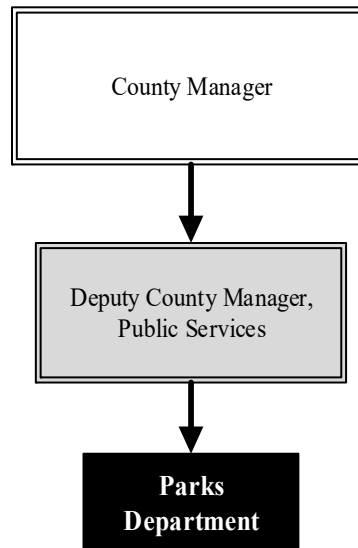 County Manager
Deputy County Manager,
Public Services
Parks
Department